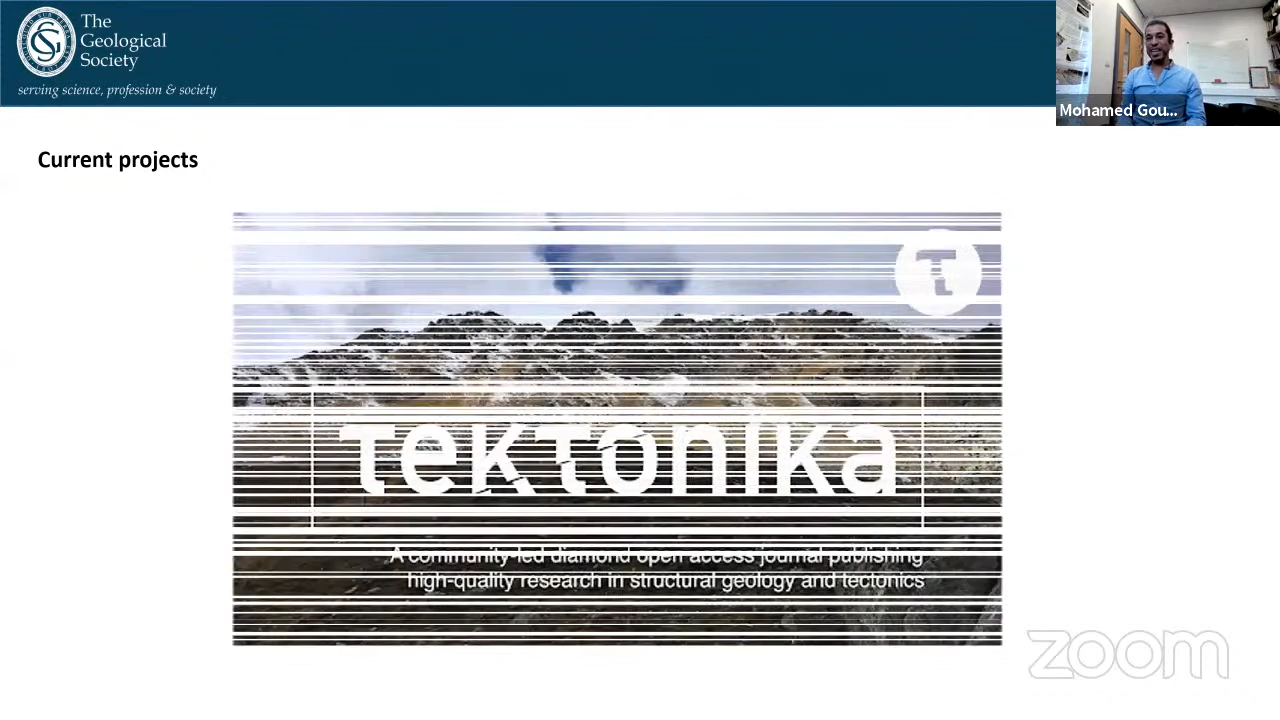 The
Geological
Society
serving science, profession & society
Mohamed Gou...
Current projects
tektonika
A community-led diamond open access journal publishing
high-quality research in structural geology and tectonics
zoom